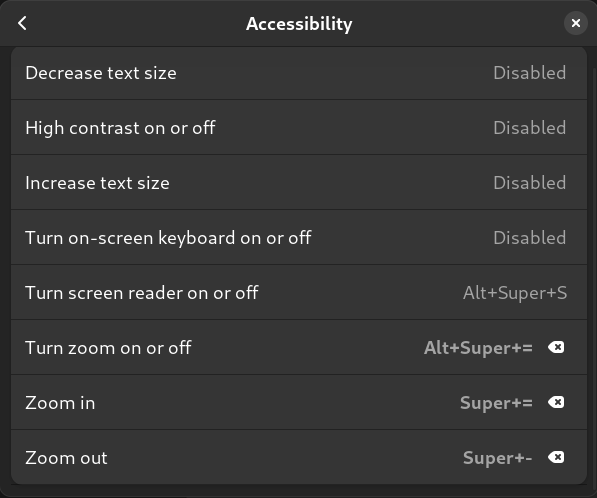 Accessibility
Decrease text size Disabled
High contrast on or off Disabled
Increase text size Disabled
Turn on-screen keyboard on or off Disabled
Turn screen reader on or off Alt+Super+S
Turn zoom on or off Alt+Super+=
Zoom in Super+=
Zoom out Super+-